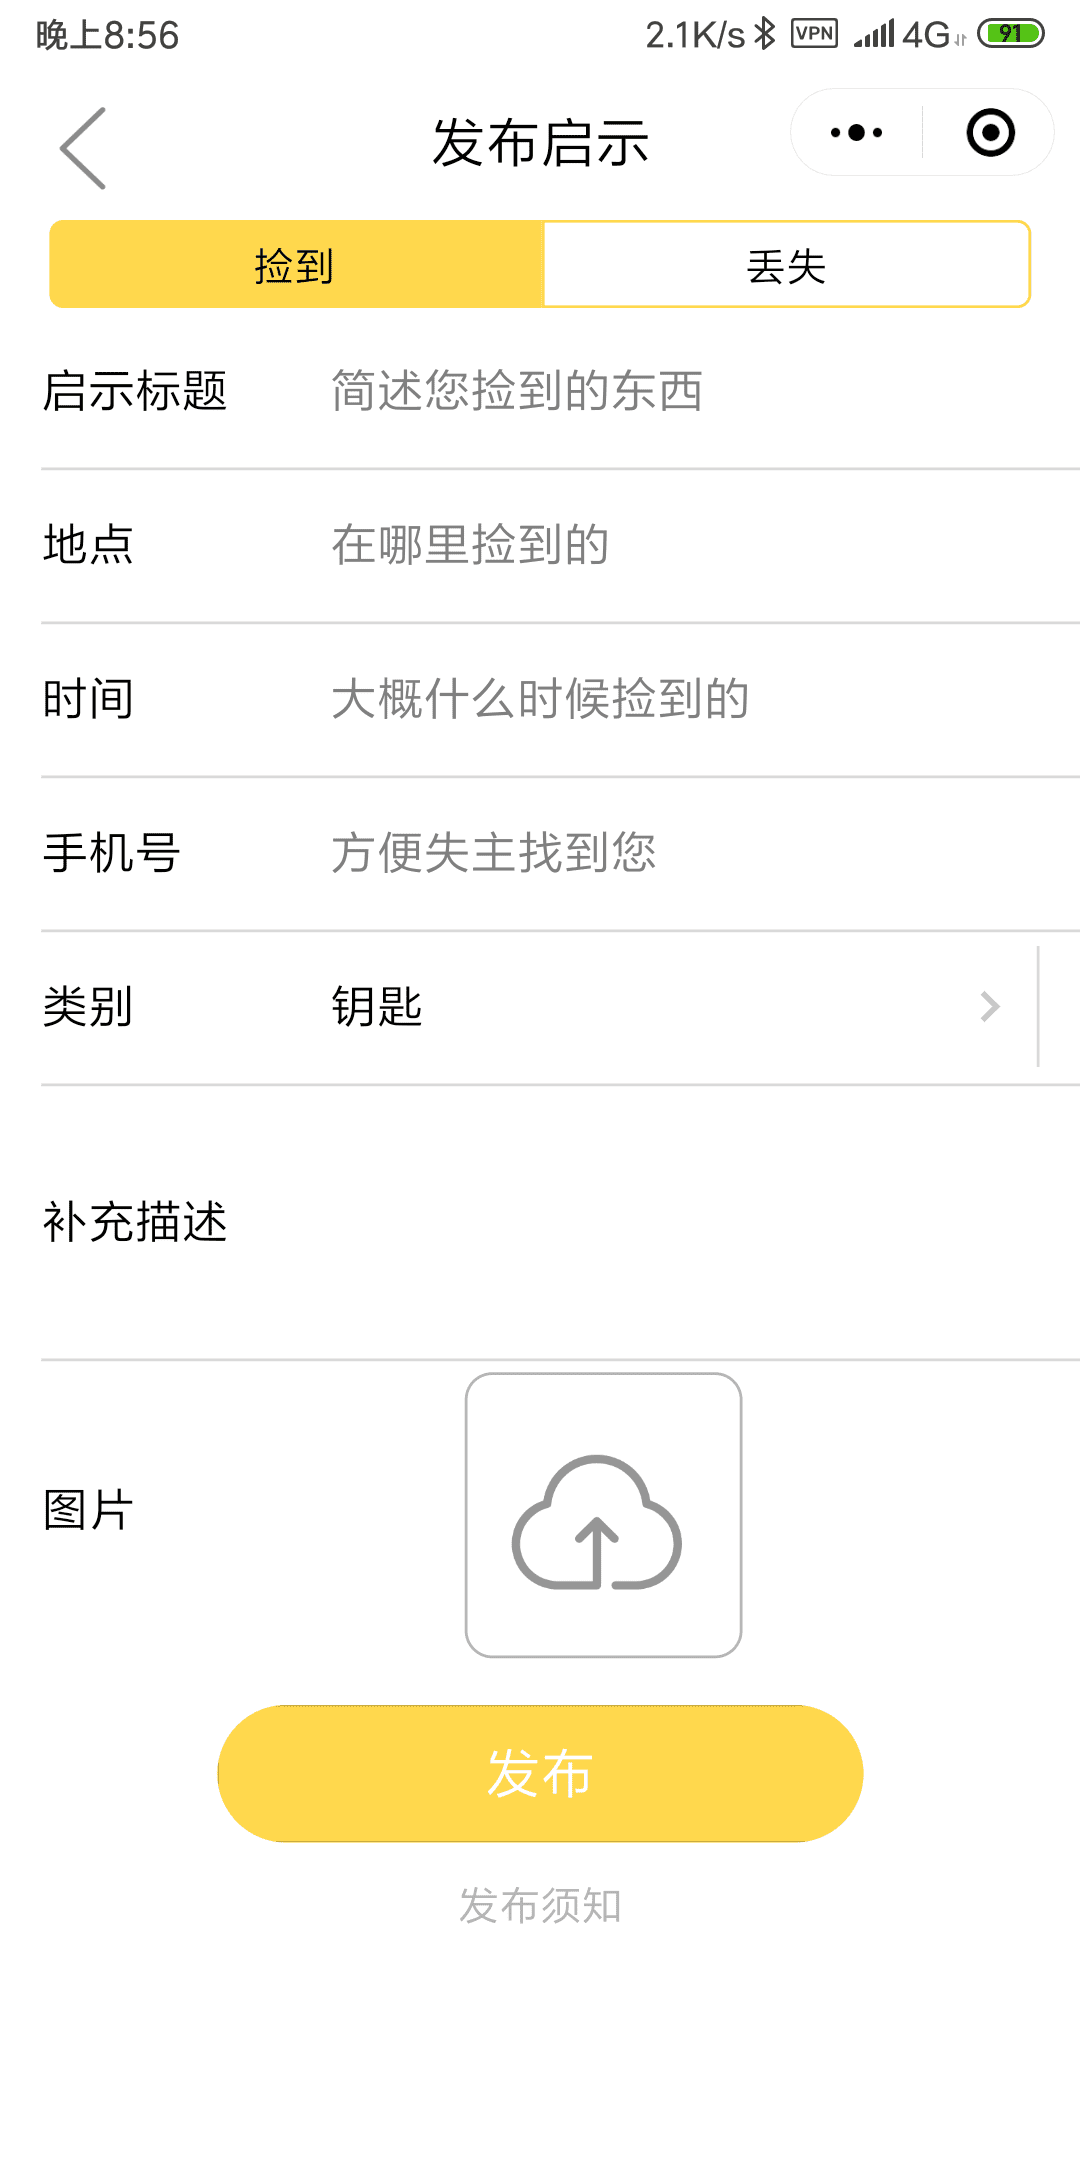 晚上8:56 2.1K/s VPN 4G 91
发布启示
捡到 丢失
启示标题 简述您捡到的东西
地点 在哪里捡到的
时间 大概什么时候捡到的
手机号 方便失主找到您
类别 钥匙
补充描述
图片
发布
发布须知